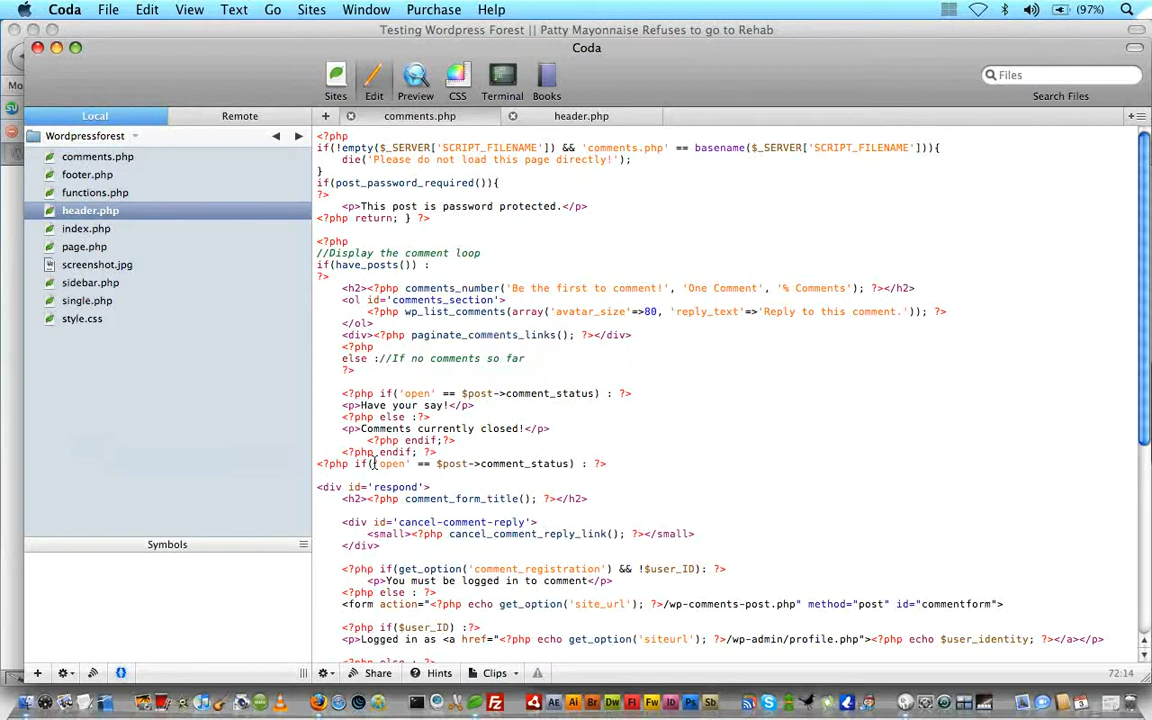 Coda File Edit View Text Go Sites Window Purchase Help (97%)
Testing Wordpress Forest || Patty Mayonnaise Refuses to go to Rehab
Coda
Sites Edit Preview CSS Terminal Books
Files
Search Files
Mo
Local Remote
comments.php header.php
Wordpressforest
comments.php
footer.php
functions.php
header.php
index.php
page.php
screenshot.jpg
sidebar.php
single.php
style.css
Symbols
<?php
if(!empty($_SERVER['SCRIPT_FILENAME']) && 'comments.php' == basename($_SERVER['SCRIPT_FILENAME'])){
die('Please do not load this page directly!');
}
if(post_password_required()){
?>
<p>This post is password protected.</p>
<?php return; } ?>
<?php
//Display the comment loop
if(have_posts()) :
?>
<h2><?php comments_number('Be the first to comment!', 'One Comment', '% Comments'); ?></h2>
<ol id='comments_section'>
<?php wp_list_comments(array('avatar_size'=>80, 'reply_text'=>'Reply to this comment.')); ?>
</ol>
<div><?php paginate_comments_links(); ?></div>
<?php
else ://If no comments so far
?>
<?php if('open' == $post->comment_status) : ?>
<p>Have your say!</p>
<?php else :?>
<p>Comments currently closed!</p>
<?php endif;?>
<?php endif; ?>
<?php if('open' == $post->comment_status) : ?>
<div id='respond'>
<h2><?php comment_form_title(); ?></h2>
<div id='cancel-comment-reply'>
<small><?php cancel_comment_reply_link(); ?></small>
</div>
<?php if(get_option('comment_registration') && !$user_ID): ?>
<p>You must be logged in to comment</p>
<?php else : ?>
<form action="<?php echo get_option('site_url'); ?>/wp-comments-post.php" method="post" id="commentform">
<?php if($user_ID) :?>
<p>Logged in as <a href="<?php echo get_option('siteurl'); ?>/wp-admin/profile.php"><?php echo $user_identity; ?></a></p>
<?php else : ?>
Share Hints Clips 72:14